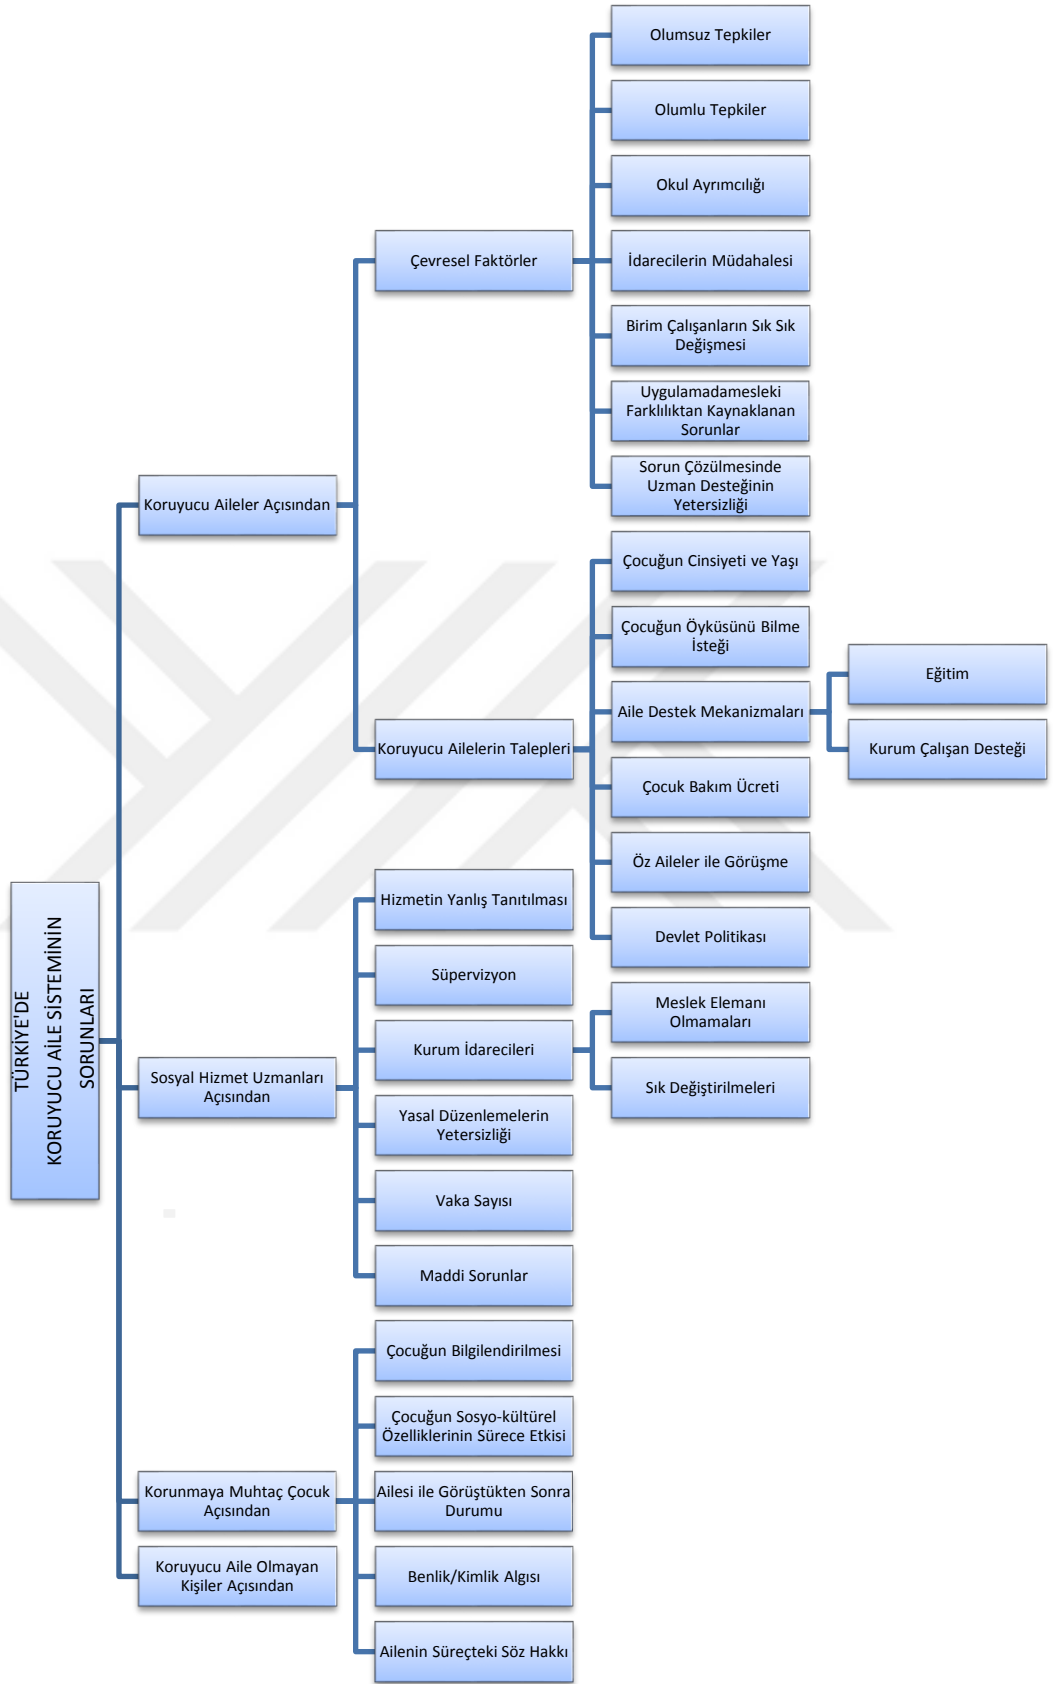 TÜRKİYE'DE
KORUYUCU AİLE SİSTEMİNİN
SORUNLARI
Koruyucu Aileler Açısından
Çevresel Faktörler
Olumsuz Tepkiler
Olumlu Tepkiler
Okul Ayrımcılığı
İdarecilerin Müdahalesi
Birim Çalışanların Sık Sık
Değişmesi
Uygulamadamesleki
Farklılıktan Kaynaklanan
Sorunlar
Sorun Çözülmesinde
Uzman Desteğinin
Yetersizliği
Koruyucu Ailelerin Talepleri
Çocuğun Cinsiyeti ve Yaşı
Çocuğun Öyküsünü Bilme
İsteği
Aile Destek Mekanizmaları
Eğitim
Kurum Çalışan Desteği
Çocuk Bakım Ücreti
Öz Aileler ile Görüşme
Devlet Politikası
Sosyal Hizmet Uzmanları
Açısından
Hizmetin Yanlış Tanıtılması
Süpervizyon
Kurum İdarecileri
Meslek Elemanı
Olmamaları
Sık Değiştirilmeleri
Yasal Düzenlemelerin
Yetersizliği
Vaka Sayısı
Maddi Sorunlar
Korunmaya Muhtaç Çocuk
Açısından
Çocuğun Bilgilendirilmesi
Çocuğun Sosyo-kültürel
Özelliklerinin Sürece Etkisi
Ailesi ile Görüştükten Sonra
Durumu
Benlik/Kimlik Algısı
Ailenin Süreçteki Söz Hakkı
Koruyucu Aile Olmayan
Kişiler Açısından